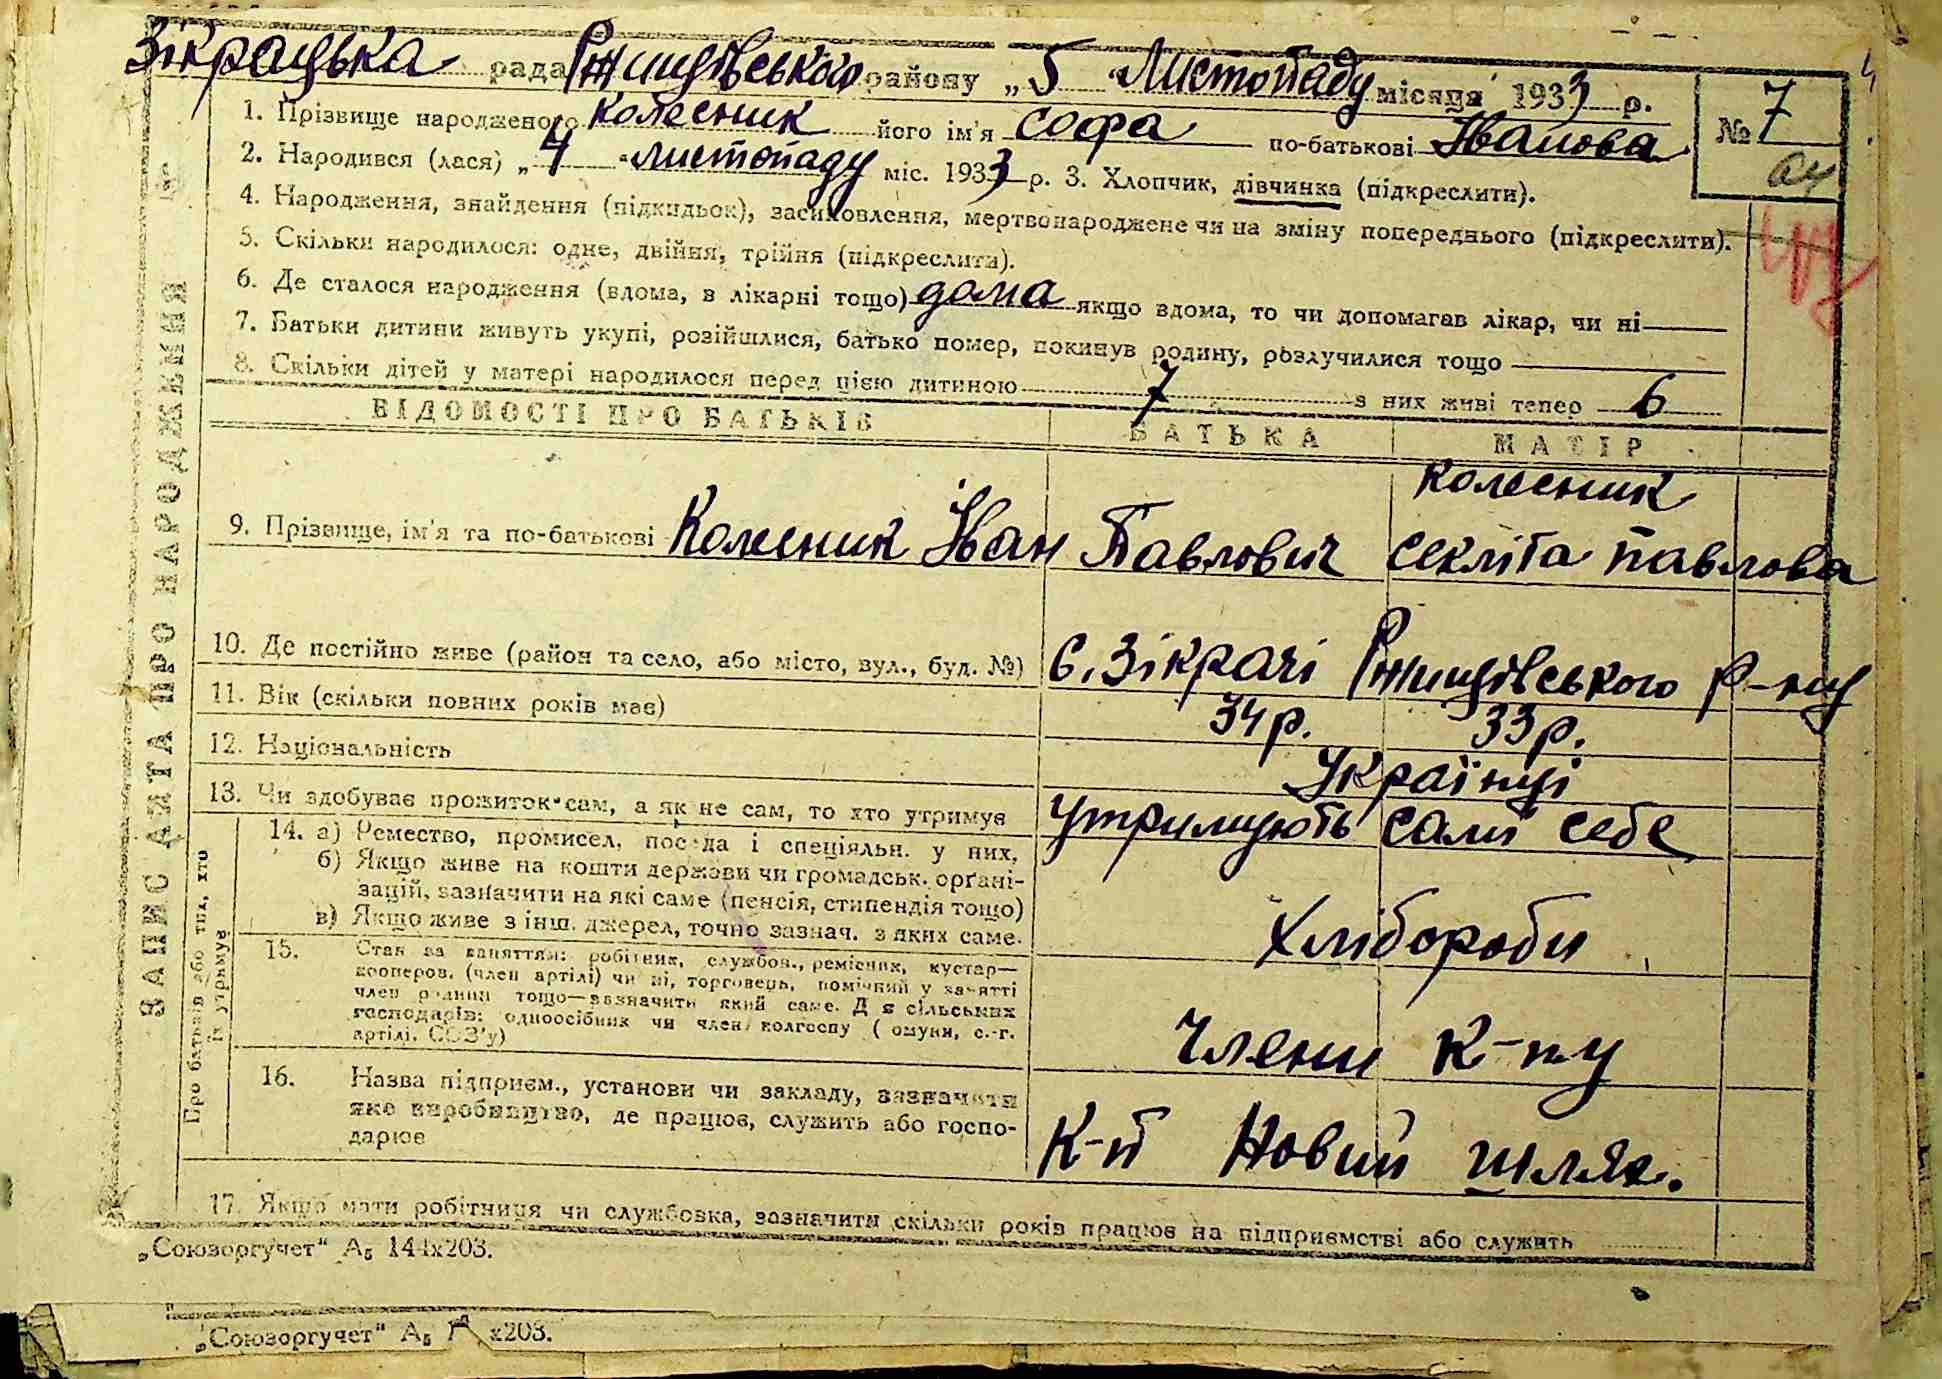 Зікрацька рада Ржищівського району „5" Листопаду місяця 1933 р.
№ 7
1. Прізвище народженого колесник його ім'я софа по-батькові Иванова
2. Народився (лася) „4" листопаду міс. 1933 р. 3. Хлопчик, дівчинка (підкреслити).
4. Народження, знайдення (підкидьок), засиновлення, мертвонароджене чи на зміну попереднього (підкреслити).
5. Скільки народилося: одне, двійня, трійня (підкреслити).
6. Де сталося народження (вдома, в лікарні тощо) дома якщо вдома, то чи допомагав лікар, чи ні
7. Батьки дитини живуть укупі, розійшлися, батько помер, покинув родину, розлучилися тощо
8. Скільки дітей у матері народилося перед цією дитиною 7 з них живі тепер 6
ЗАПИС АКТА ПРО НАРОДЖЕННЯ
ВІДОМОСТІ ПРО БАТЬКІВ БАТЬКА МАТІР
9. Прізвище, ім'я та по-батькові Колесник Іван Павлович колесник секліта павлова
10. Де постійно живе (район та село, або місто, вул., буд. №) с. Зікрачі Ржищівського р-ну
11. Вік (скільки повних років має) 34 р. 33 р.
12. Національність Українці
13. Чи здобуває прожиток сам, а як не сам, то хто утримує утримують самі себе
Про батьків або тих, хто їх утримує
14. а) Ремество, промисел, посада і спеціяльн. у них,
б) Якщо живе на кошти держави чи громадськ. орґані-
зацій, зазначити на які саме (пенсія, стипендія тощо)
в) Якщо живе з інш. джерел, точно зазнач. з яких саме.
Хлібороби
15. Стан за заняттям: робітник, службов., ремісник, кустар—
кооперов. (член артілі) чи ні, торговець, помічний у занятті
член родини тощо—зазначити який саме. Для сільських
господарів: одноосібник чи член колгоспу (комуни, с.-г.
артілі, СОЗ'у)
Члени к-пу
16. Назва підприєм., установи чи закладу, зазначити
яке виробництво, де працює, служить або госпо-
дарює
К-п Новий шлях.
17. Якщо мати робітниця чи службовка, зазначити скільки років працює на підприємстві або служить
„Союзоргучет" А₅ 144х203.
„Союзоргучет" А₅ х203.